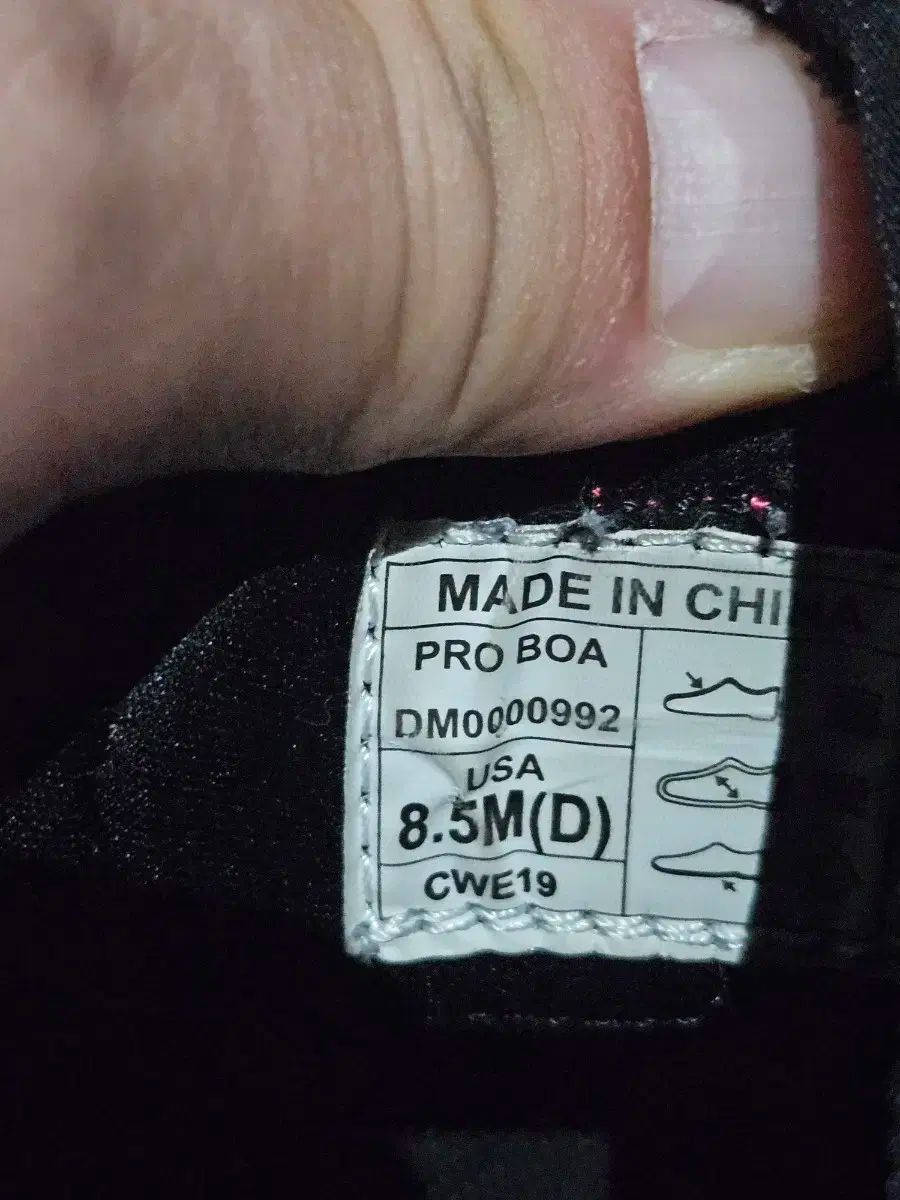 MADE IN CHI
PRO BOA
DM0000992
USA
8.5M(D)
CWE19